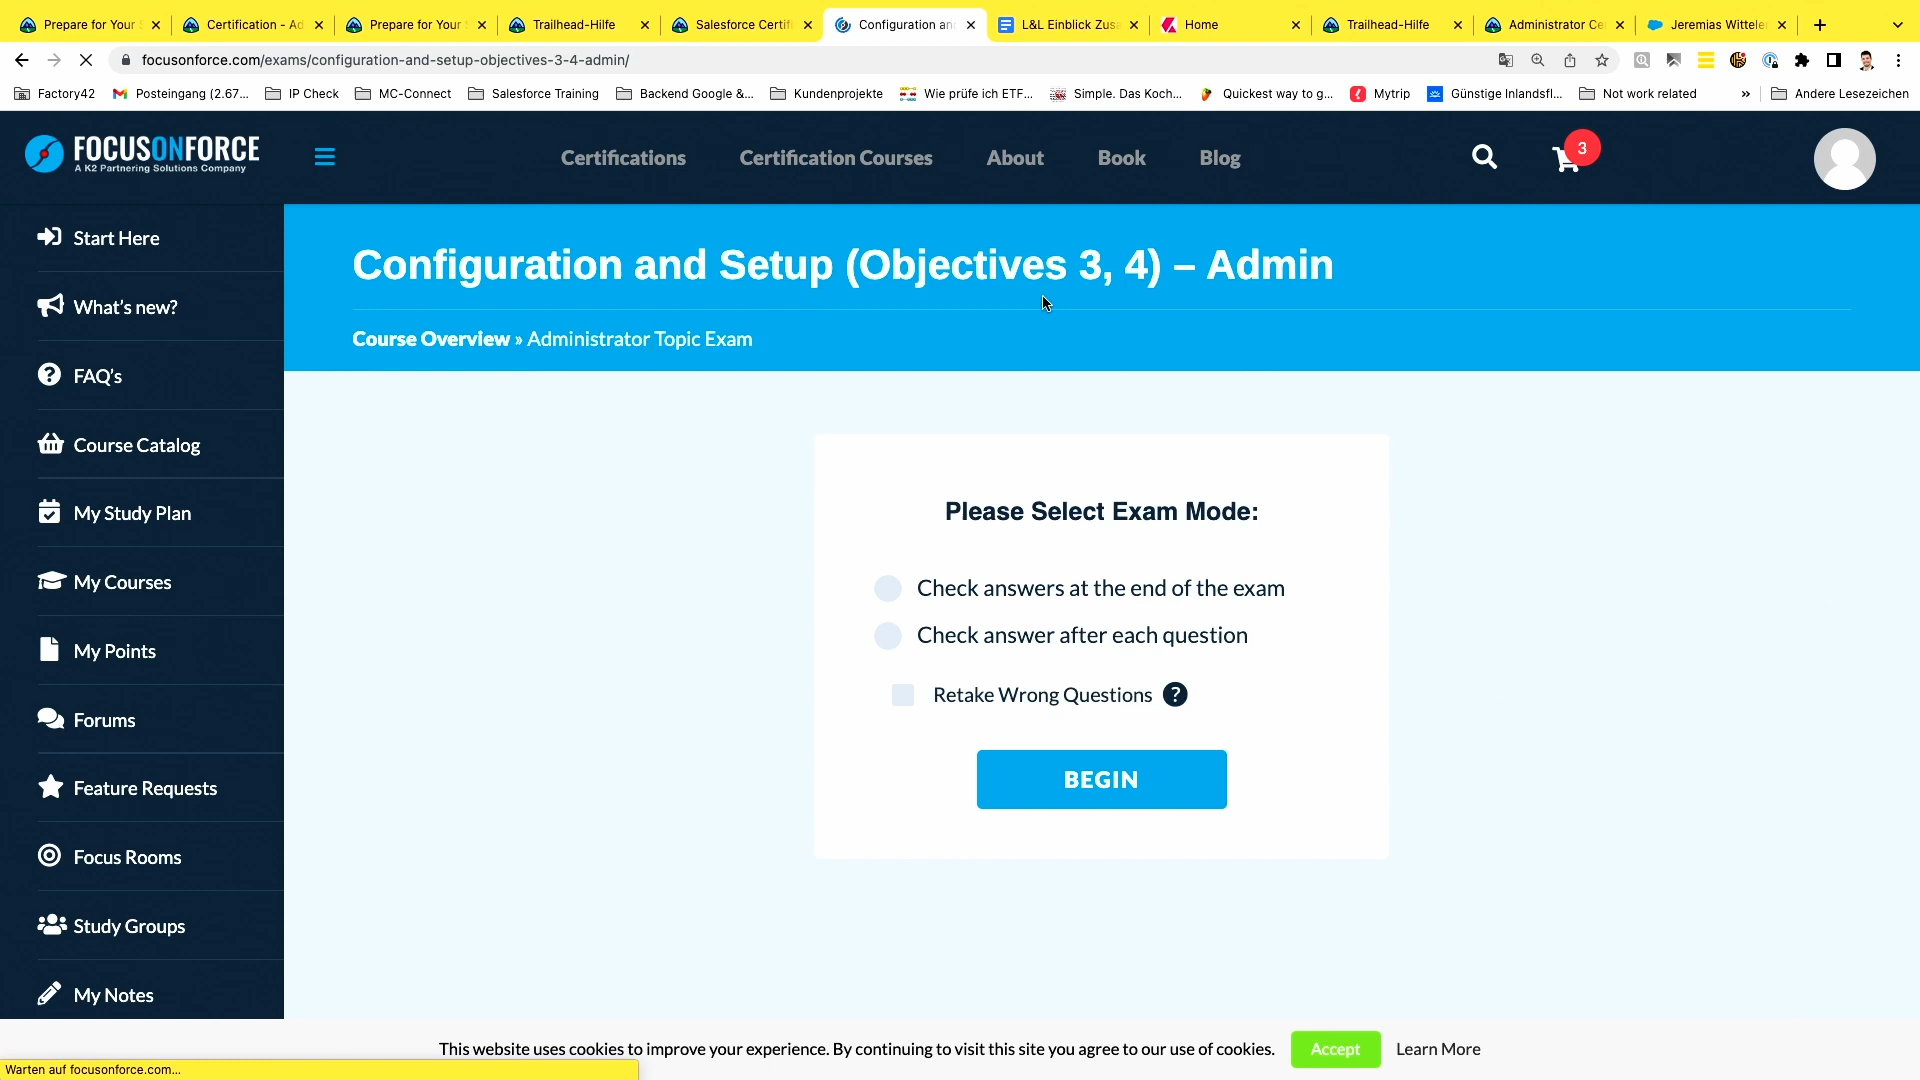 Prepare for Your
Certification - Ad
Prepare for Your
Trailhead-Hilfe
Salesforce Certifi
Configuration an
L&L Einblick Zusa
Home
Trailhead-Hilfe
Administrator Ce
Jeremias Wittele
focusonforce.com/exams/configuration-and-setup-objectives-3-4-admin/
Factory42
Posteingang (2.67...
IP Check
MC-Connect
Salesforce Training
Backend Google &...
Kundenprojekte
Wie prüfe ich ETF...
Simple. Das Koch...
Quickest way to g...
Mytrip
Günstige Inlandsfl...
Not work related
»
Andere Lesezeichen
FOCUSONFORCE
A K2 Partnering Solutions Company
Certifications
Certification Courses
About
Book
Blog
3
Start Here
What's new?
FAQ's
Course Catalog
My Study Plan
My Courses
My Points
Forums
Feature Requests
Focus Rooms
Study Groups
My Notes
Configuration and Setup (Objectives 3, 4) – Admin
Course Overview » Administrator Topic Exam
Please Select Exam Mode:
Check answers at the end of the exam
Check answer after each question
Retake Wrong Questions ?
BEGIN
This website uses cookies to improve your experience. By continuing to visit this site you agree to our use of cookies.
Accept
Learn More
Warten auf focusonforce.com...